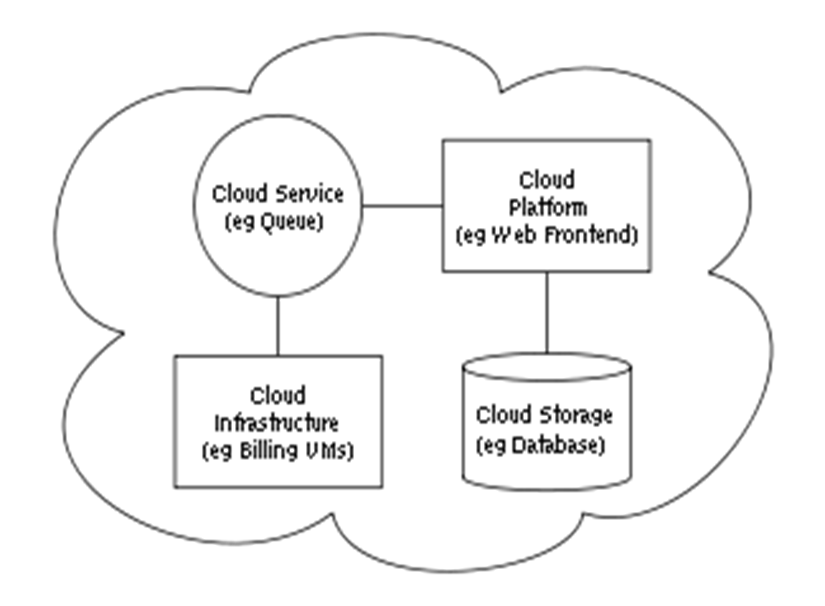 Cloud Service
(eg Queue)
Cloud
Platform
(eg Web Frontend)
Cloud
Infrastructure
(eg Billing VMs)
Cloud Storage
(eg Database)